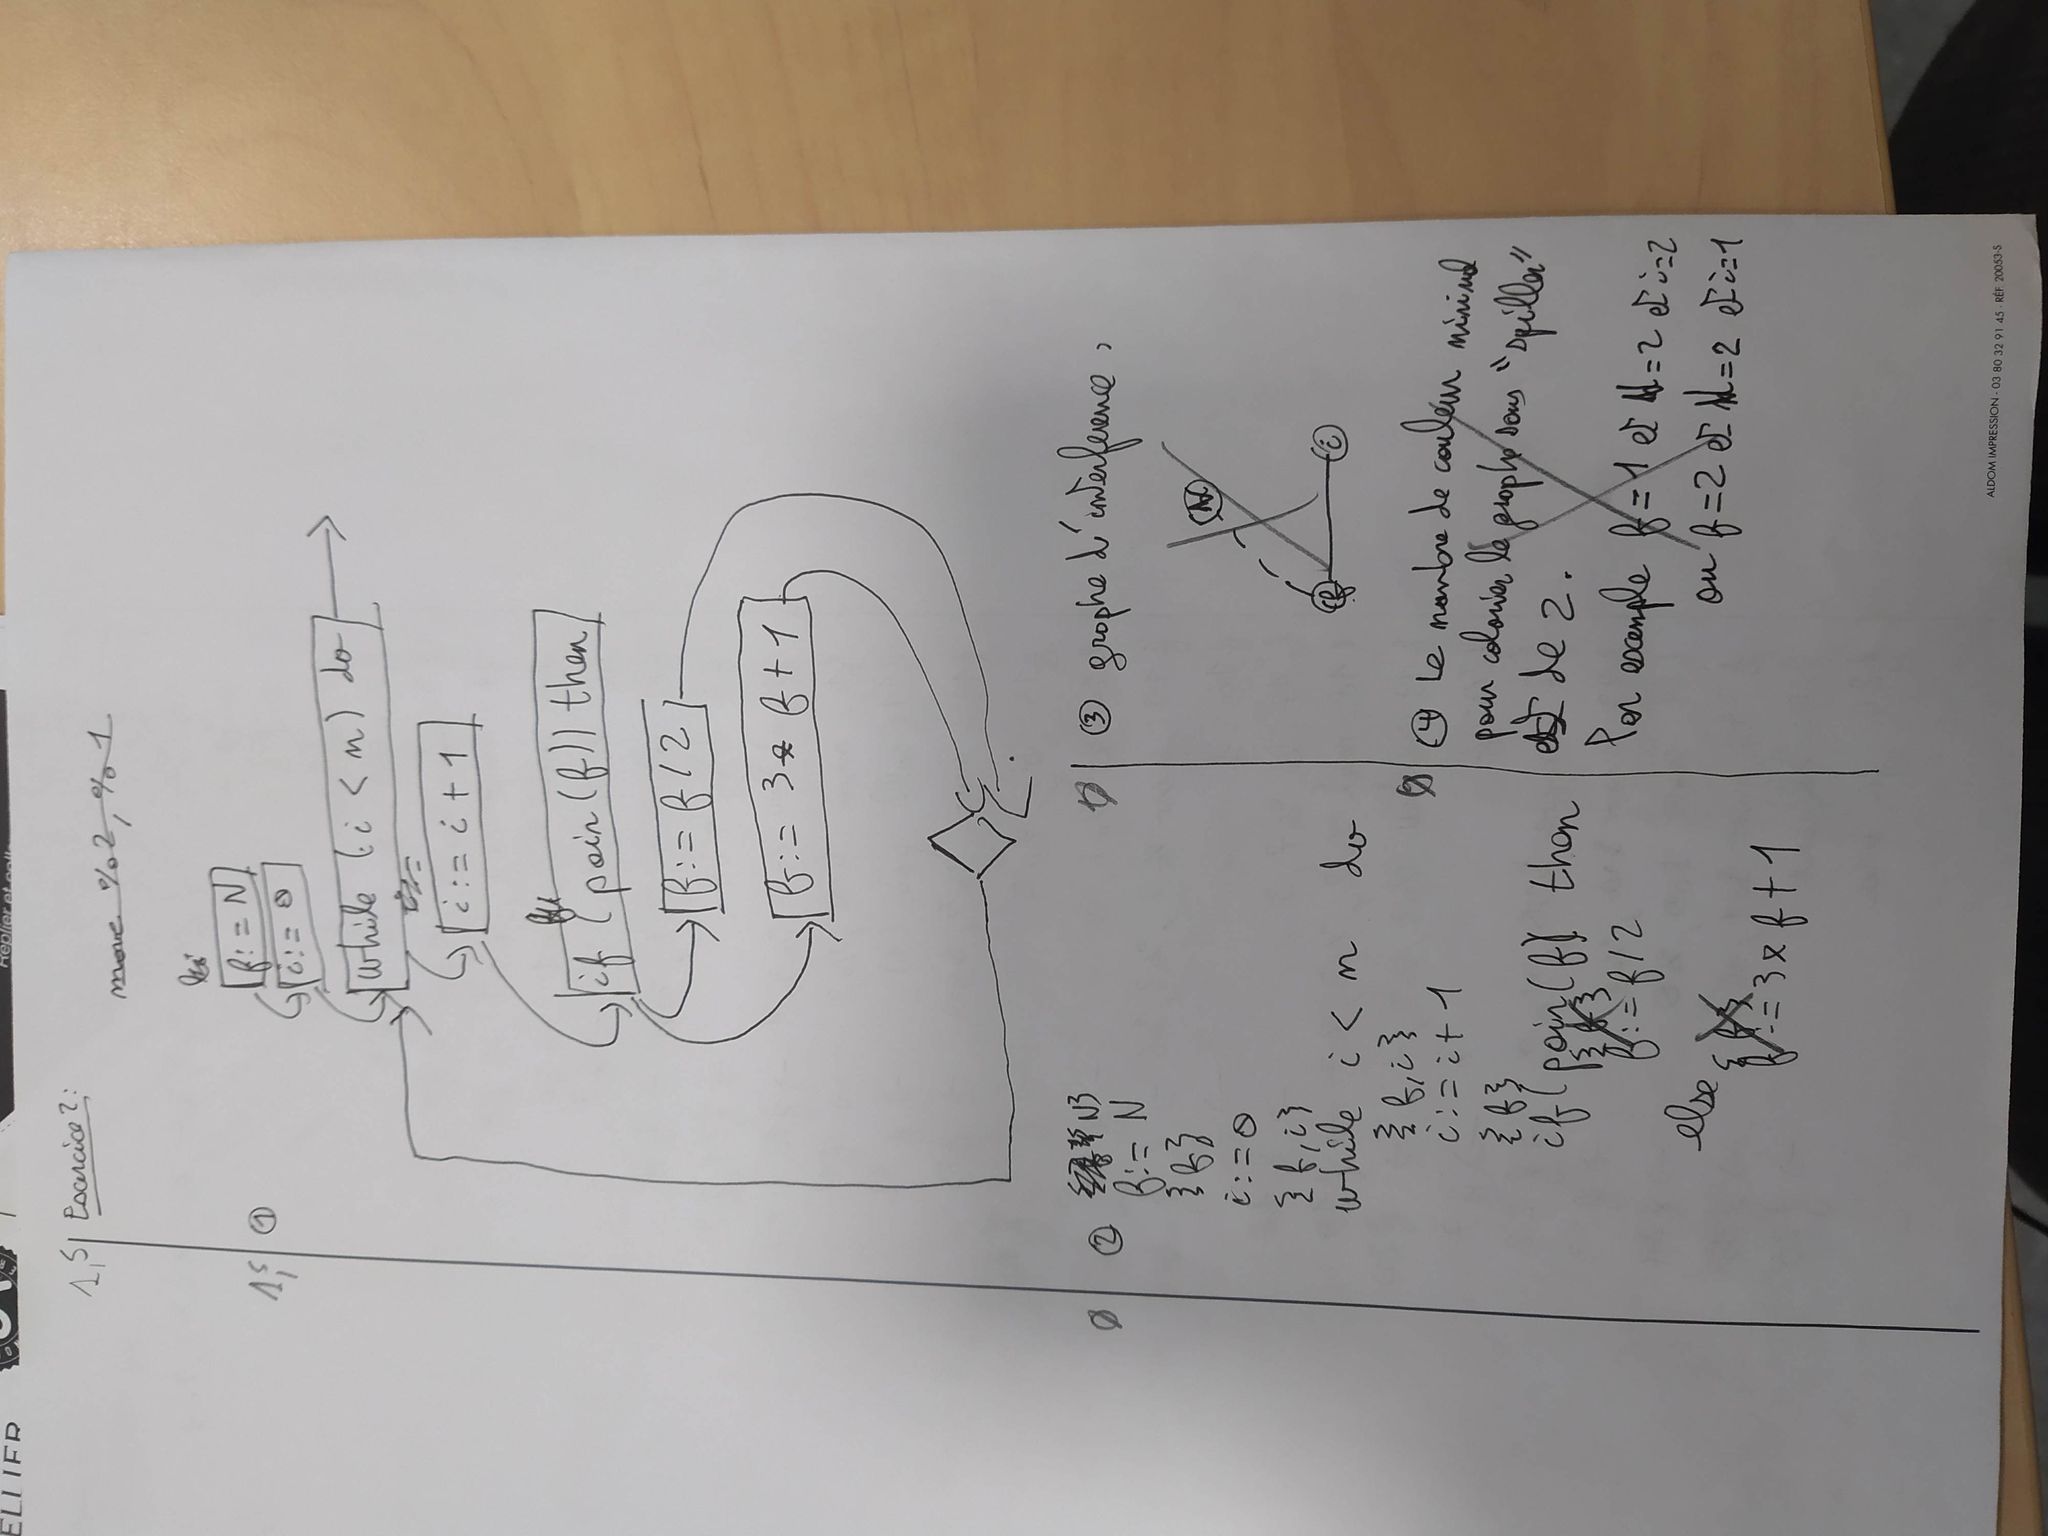 ELLIER
Replier et colle
1,5 Exercice 2:
move %2, %1
1,5 ①
f:= N
i:= 0
while (i < n) do
i:= i + 1
if (pair(f)) then
f:= f / 2
f:= 3 * f + 1
0 ②
N}
f:= N
{f}
i:= 0
{f, i}
while i < n do
{f, i}
i:= i + 1
{f}
if (pair(f)) then
{f}
f:= f / 2
else
{f}
f:= 3 * f + 1
0 ③ graphe d'interference,
f i
0 ④ Le nombre de couleur minimal
pour colorier le graphe sans "spiller"
est de 2.
Par exemple f = 1 et N = 2 et i = 2
ou f = 2 et N = 2 et i = 1
ALDOM IMPRESSION - 03 80 32 91 45 - RÉF. 20053-S